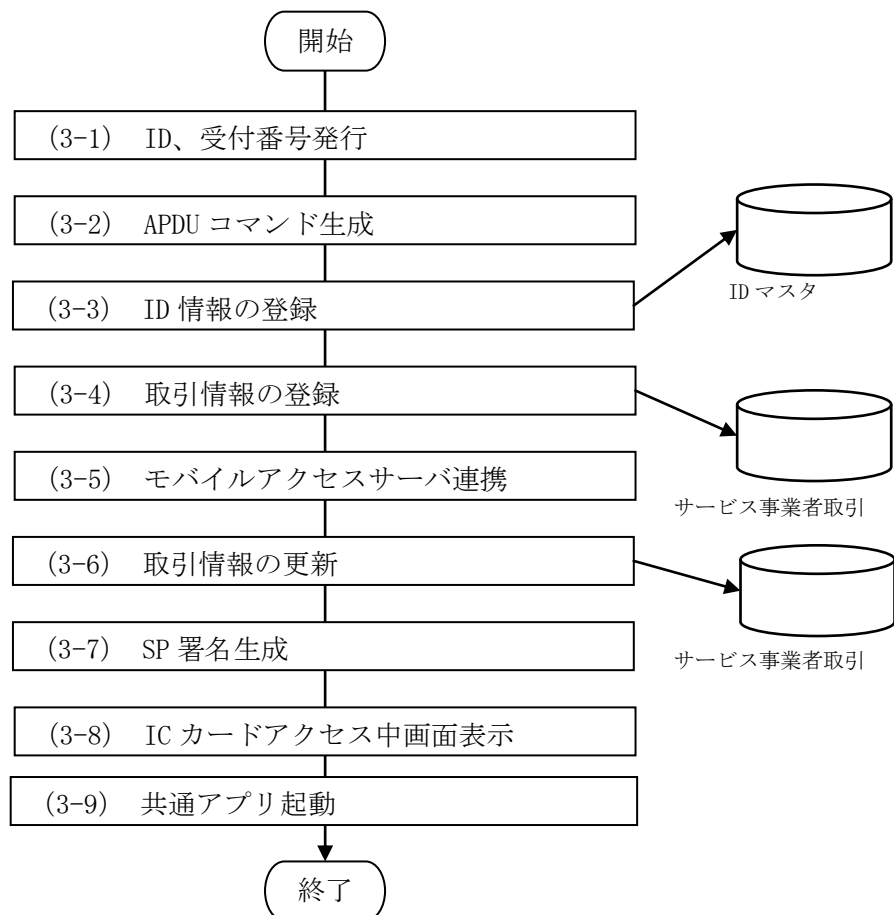 開始
(3-1) ID、受付番号発行
(3-2) APDU コマンド生成
(3-3) ID 情報の登録
ID マスタ
(3-4) 取引情報の登録
(3-5) モバイルアクセスサーバ連携
サービス事業者取引
(3-6) 取引情報の更新
(3-7) SP 署名生成
サービス事業者取引
(3-8) IC カードアクセス中画面表示
(3-9) 共通アプリ起動
終了